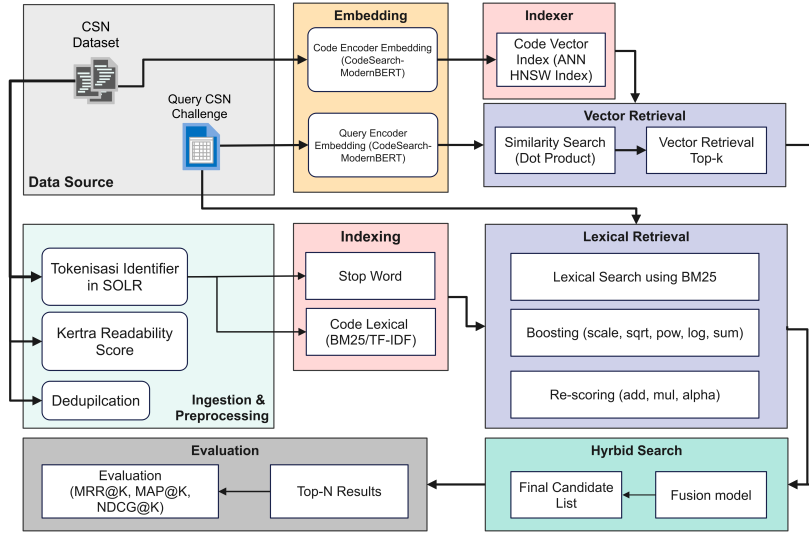 CSN
Dataset
Query CSN
Challenge
Data Source
Embedding
Code Encoder Embedding
(CodeSearch-
ModernBERT)
Query Encoder
Embedding (CodeSearch-
ModernBERT)
Indexer
Code Vector
Index (ANN
HNSW Index)
Vector Retrieval
Similarity Search
(Dot Product)
Vector Retrieval
Top-k
Tokenisasi Identifier
in SOLR
Kertra Readability
Score
Dedupilcation
Ingestion &
Preprocessing
Indexing
Stop Word
Code Lexical
(BM25/TF-IDF)
Lexical Retrieval
Lexical Search using BM25
Boosting (scale, sqrt, pow, log, sum)
Re-scoring (add, mul, alpha)
Evaluation
Evaluation
(MRR@K, MAP@K,
NDCG@K)
Top-N Results
Hyrbid Search
Final Candidate
List
Fusion model